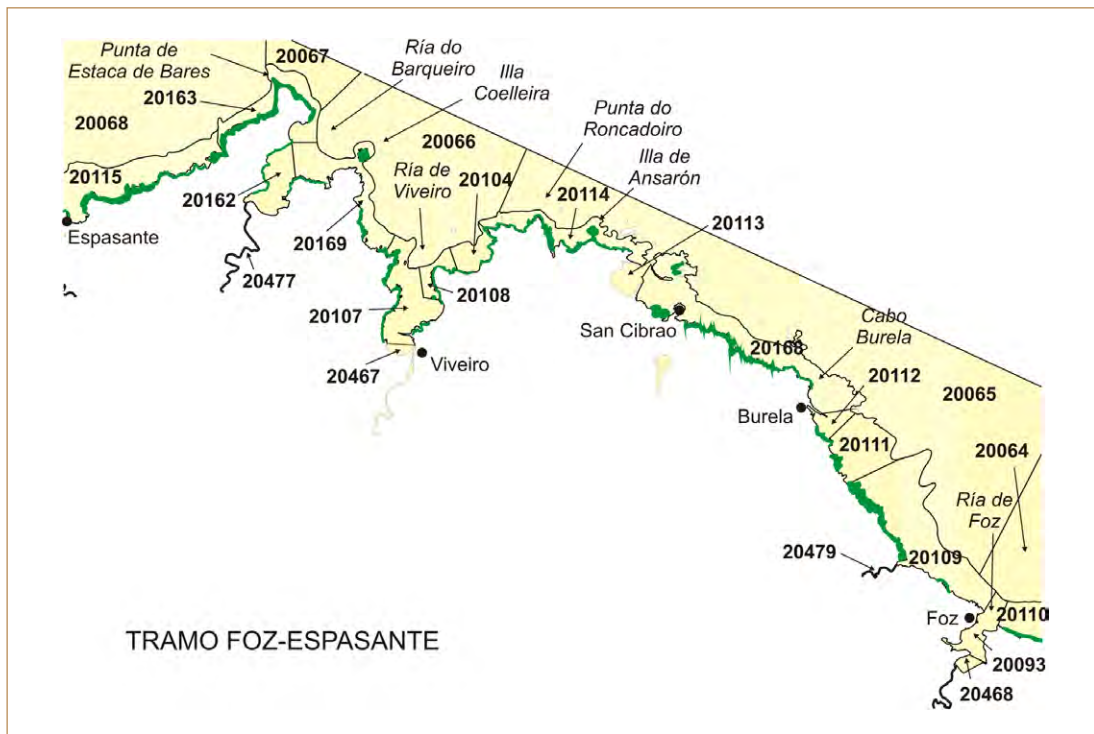 Punta de
Estaca de Bares
20163
20067
Ría do
Barqueiro
Illa
Coelleira
20068
20066
Punta do
Roncadoiro
Illa de
Ansarón
20115
Espasante
20162
Ría de
Viveiro
20104
20114
20113
20169
20477
20108
20107
San Cibrao
20467
Viveiro
20168
Cabo
Burela
20112
20065
Burela
20111
20064
Ría de
Foz
20479
20109
Foz
20110
20093
20468
TRAMO FOZ-ESPASANTE